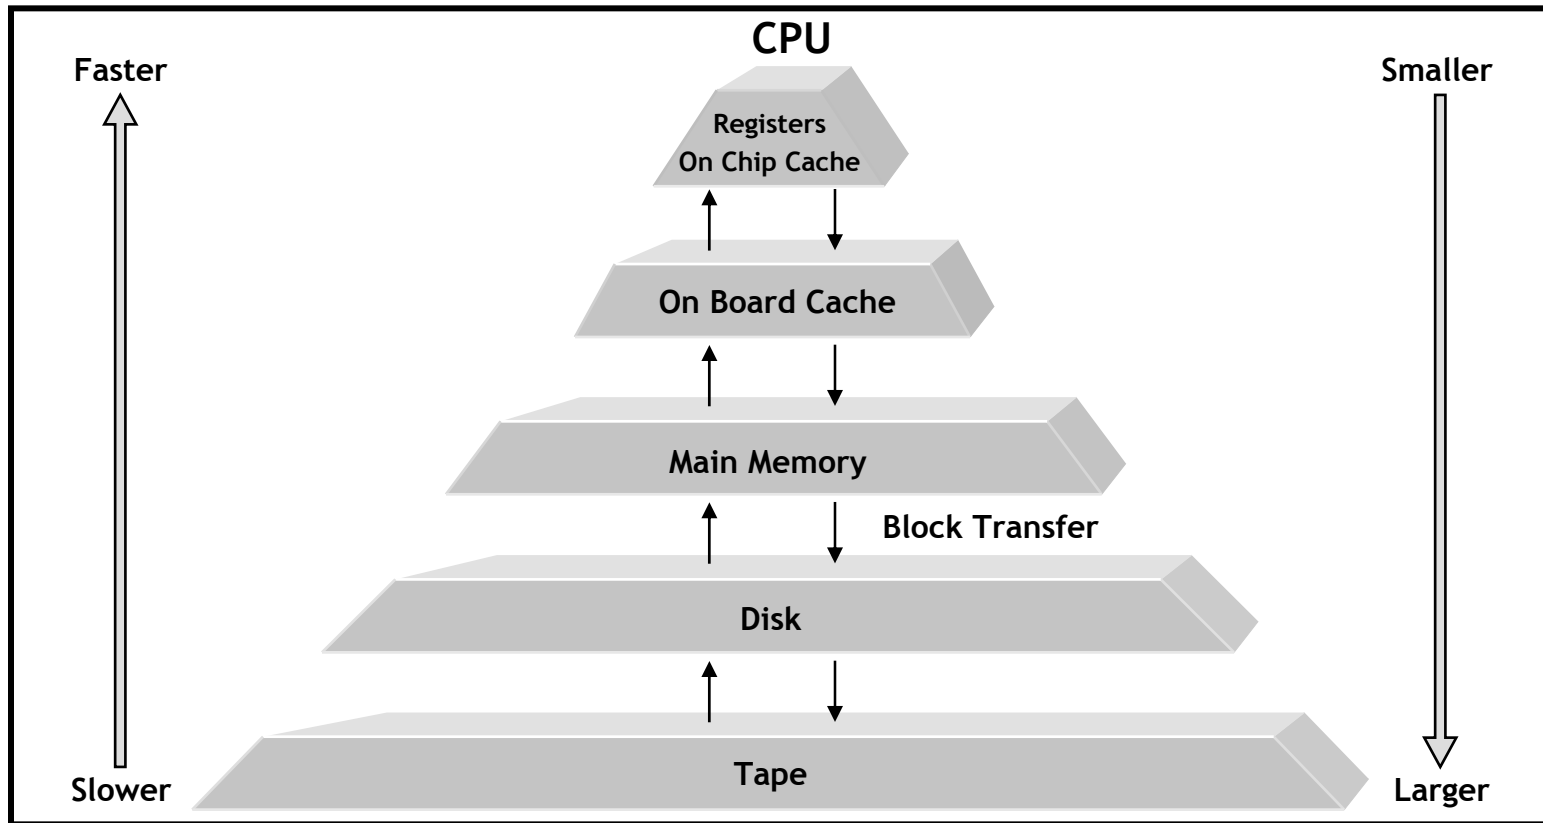 CPU
Faster
Smaller
Registers
On Chip Cache
On Board Cache
Main Memory
Block Transfer
Disk
Tape
Slower
Larger